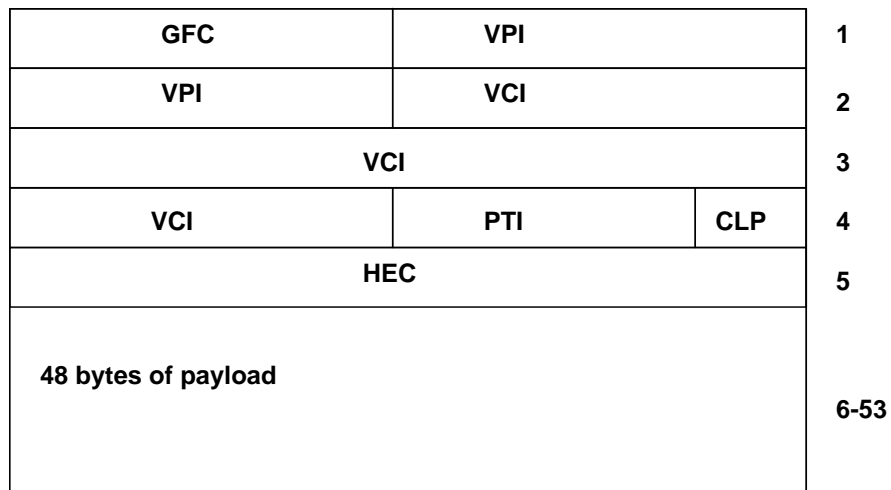 GFC VPI 1
VPI VCI 2
VCI 3
VCI PTI CLP 4
HEC 5
48 bytes of payload
6-53